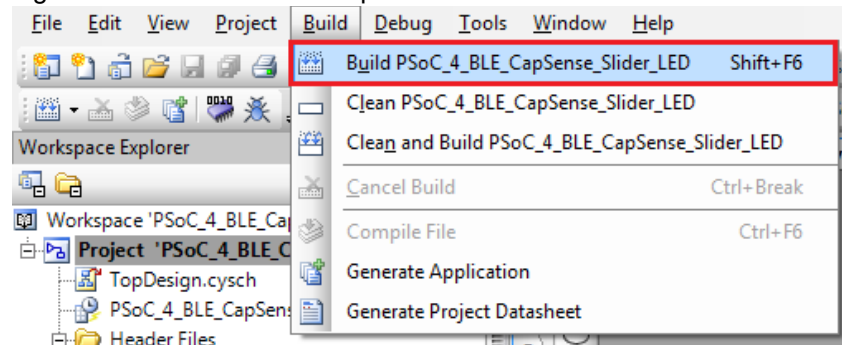 File Edit View Project Build Debug Tools Window Help
Build PSoC_4_BLE_CapSense_Slider_LED Shift+F6
Clean PSoC_4_BLE_CapSense_Slider_LED
Clean and Build PSoC_4_BLE_CapSense_Slider_LED
Workspace Explorer
Cancel Build Ctrl+Break
Workspace 'PSoC_4_BLE_Ca
Compile File Ctrl+F6
Project 'PSoC_4_BLE_C
TopDesign.cysch
Generate Application
PSoC_4_BLE_CapSens
Generate Project Datasheet
Header Files